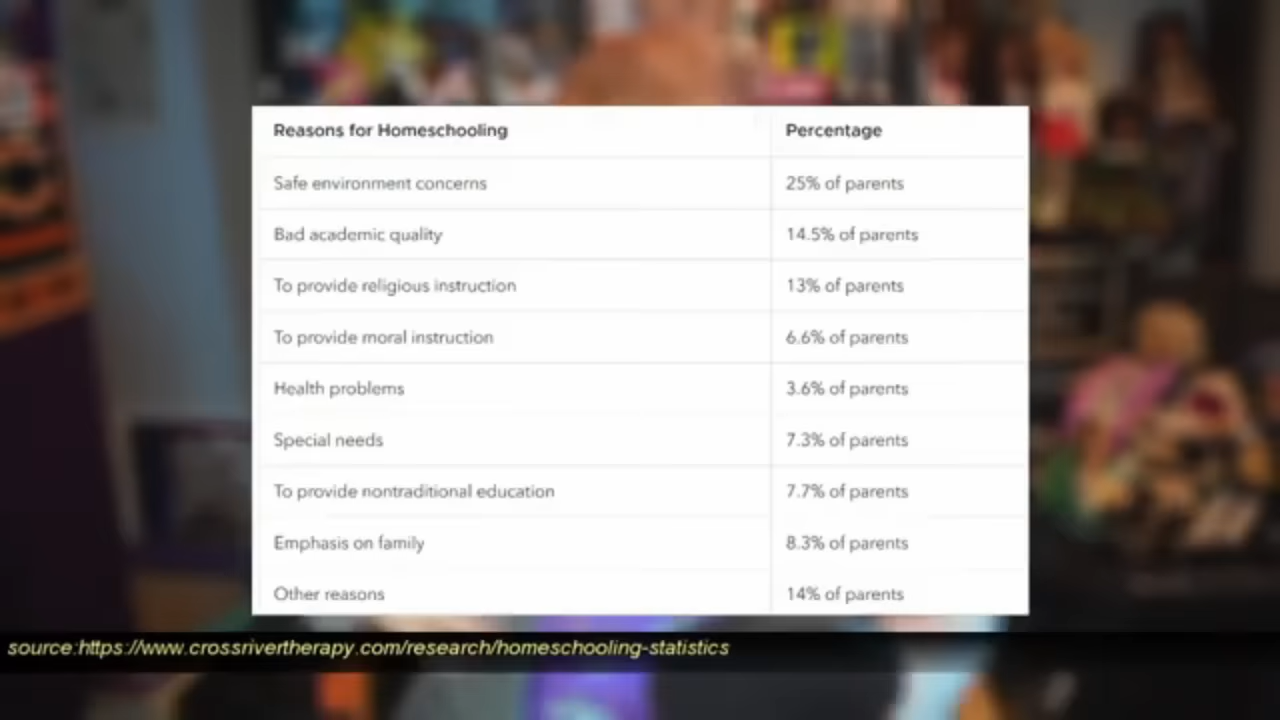 Reasons for Homeschooling Percentage
Safe environment concerns 25% of parents
Bad academic quality 14.5% of parents
To provide religious instruction 13% of parents
To provide moral instruction 6.6% of parents
Health problems 3.6% of parents
Special needs 7.3% of parents
To provide nontraditional education 7.7% of parents
Emphasis on family 8.3% of parents
Other reasons 14% of parents
source:https://www.crossrivertherapy.com/research/homeschooling-statistics